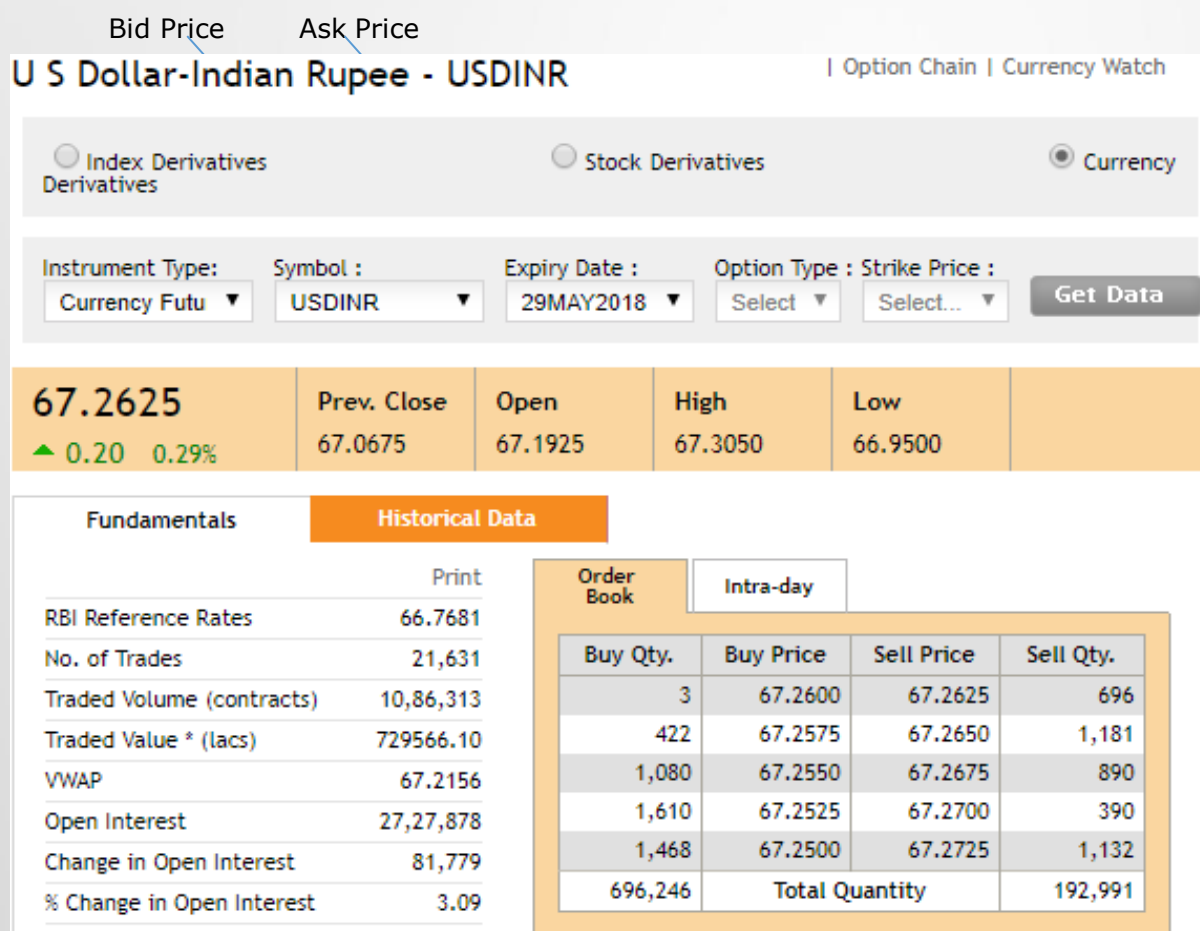 Bid Price Ask Price
U S Dollar-Indian Rupee - USDINR
| Option Chain | Currency Watch
Index Derivatives Stock Derivatives Currency
Derivatives
Instrument Type: Symbol : Expiry Date : Option Type : Strike Price :
Currency Futu USDINR 29MAY2018 Select Select... Get Data
67.2625 Prev. Close Open High Low
0.20 0.29% 67.0675 67.1925 67.3050 66.9500
Fundamentals Historical Data
Print
RBI Reference Rates 66.7681
No. of Trades 21,631
Traded Volume (contracts) 10,86,313
Traded Value * (lacs) 729566.10
VWAP 67.2156
Open Interest 27,27,878
Change in Open Interest 81,779
% Change in Open Interest 3.09
Order
Book
Intra-day
Buy Qty. Buy Price Sell Price Sell Qty.
3 67.2600 67.2625 696
422 67.2575 67.2650 1,181
1,080 67.2550 67.2675 890
1,610 67.2525 67.2700 390
1,468 67.2500 67.2725 1,132
696,246 Total Quantity 192,991